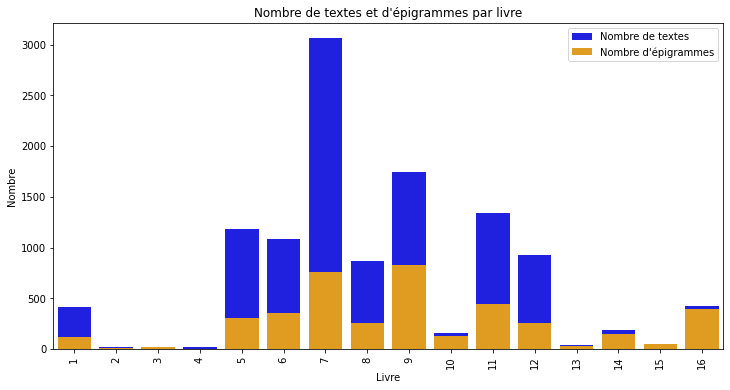 Nombre de textes et d'épigrammes par livre
Nombre de textes
Nombre d'épigrammes
Nombre
3000
2500
2000
1500
1000
500
0
1 2 3 4 5 6 7 8 9 10 11 12 13 14 15 16
Livre